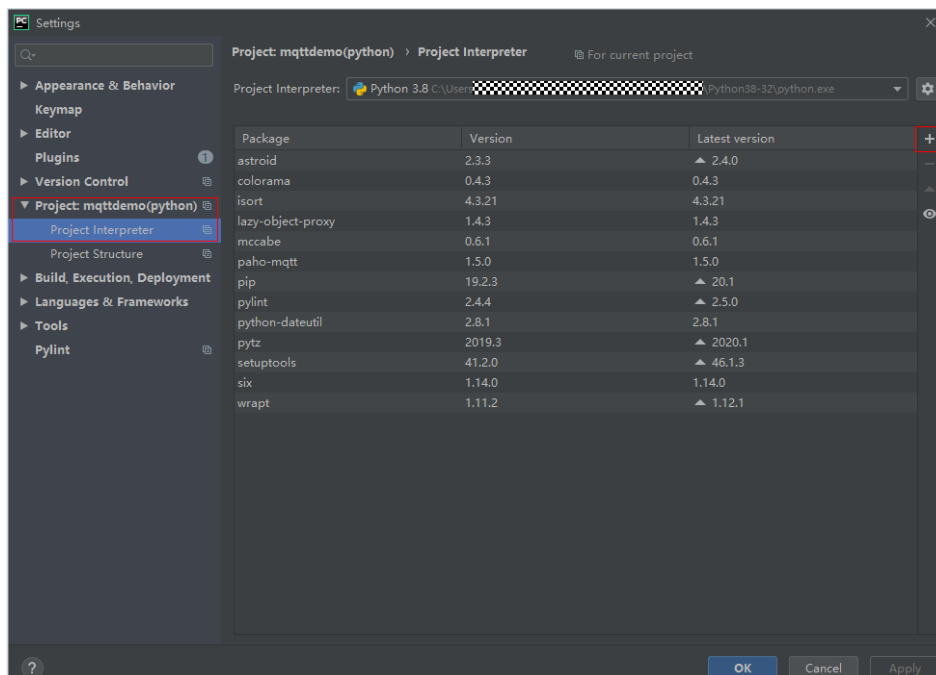 PC Settings
Project: mqttdemo(python) › Project Interpreter For current project
Appearance & Behavior
Keymap
Editor
Plugins 1
Version Control
Project: mqttdemo(python)
Project Interpreter
Project Structure
Build, Execution, Deployment
Languages & Frameworks
Tools
Pylint
Project Interpreter: Python 3.8 C:\Users \Python38-32\python.exe
Package Version Latest version
astroid 2.3.3 2.4.0
colorama 0.4.3 0.4.3
isort 4.3.21 4.3.21
lazy-object-proxy 1.4.3 1.4.3
mccabe 0.6.1 0.6.1
paho-mqtt 1.5.0 1.5.0
pip 19.2.3 20.1
pylint 2.4.4 2.5.0
python-dateutil 2.8.1 2.8.1
pytz 2019.3 2020.1
setuptools 41.2.0 46.1.3
six 1.14.0 1.14.0
wrapt 1.11.2 1.12.1
? OK Cancel Apply